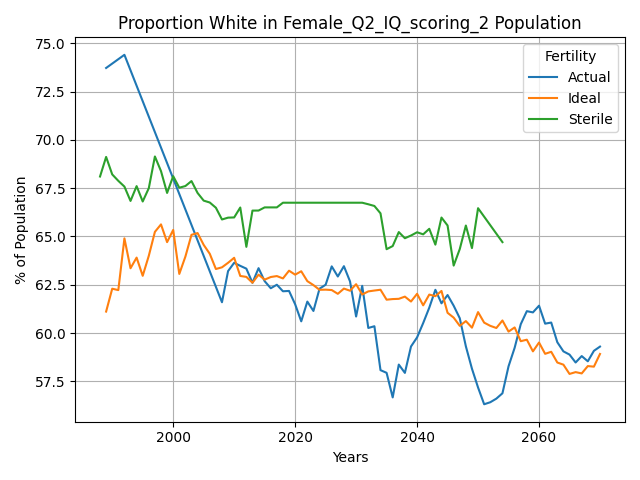 Proportion White in Female_Q2_IQ_scoring_2 Population
% of Population
75.0
72.5
70.0
67.5
65.0
62.5
60.0
57.5
Fertility
Actual
Ideal
Sterile
2000
2020
2040
2060
Years